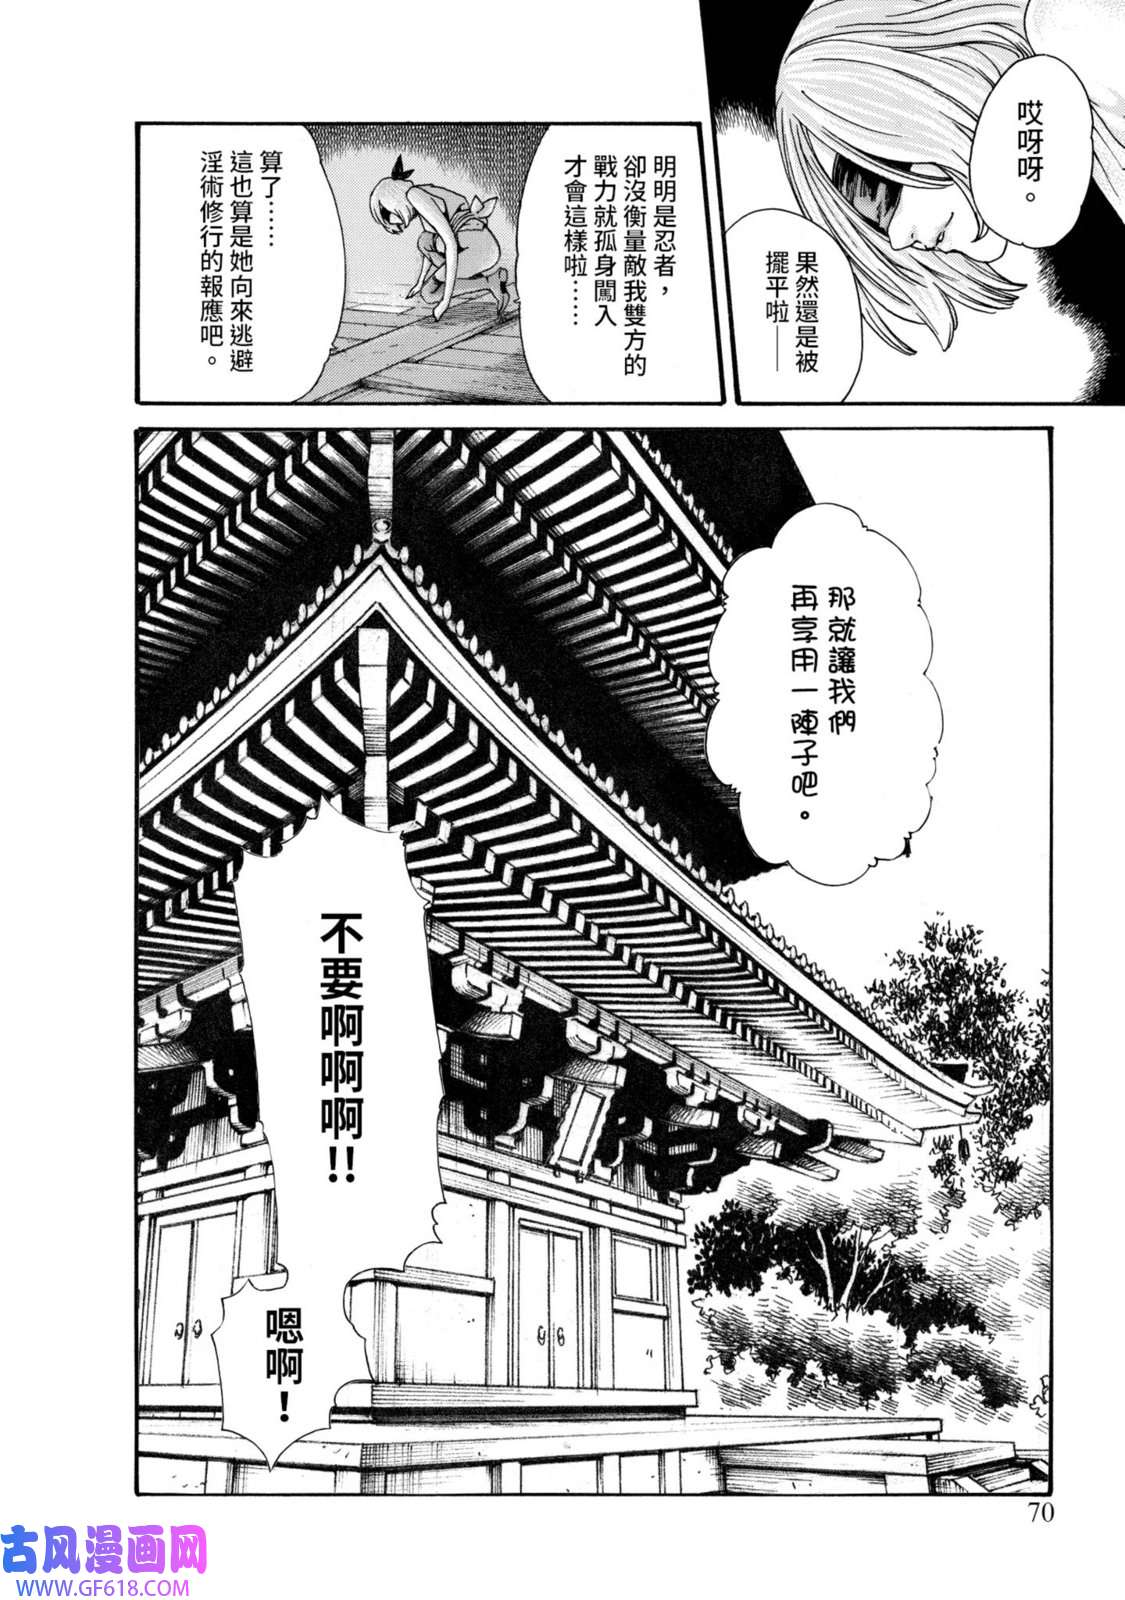 哎呀呀。
果然還是被
擺平啦——
明明是忍者，
卻沒衡量敵我雙方的
戰力就孤身闖入
才會這樣啦……
算了……
這也算是她向來逃避
淫術修行的報應吧。
那就讓我們
再享用一陣子吧。
不要啊啊啊!!
嗯啊！
70
古风漫画网
WWW.GF618.COM